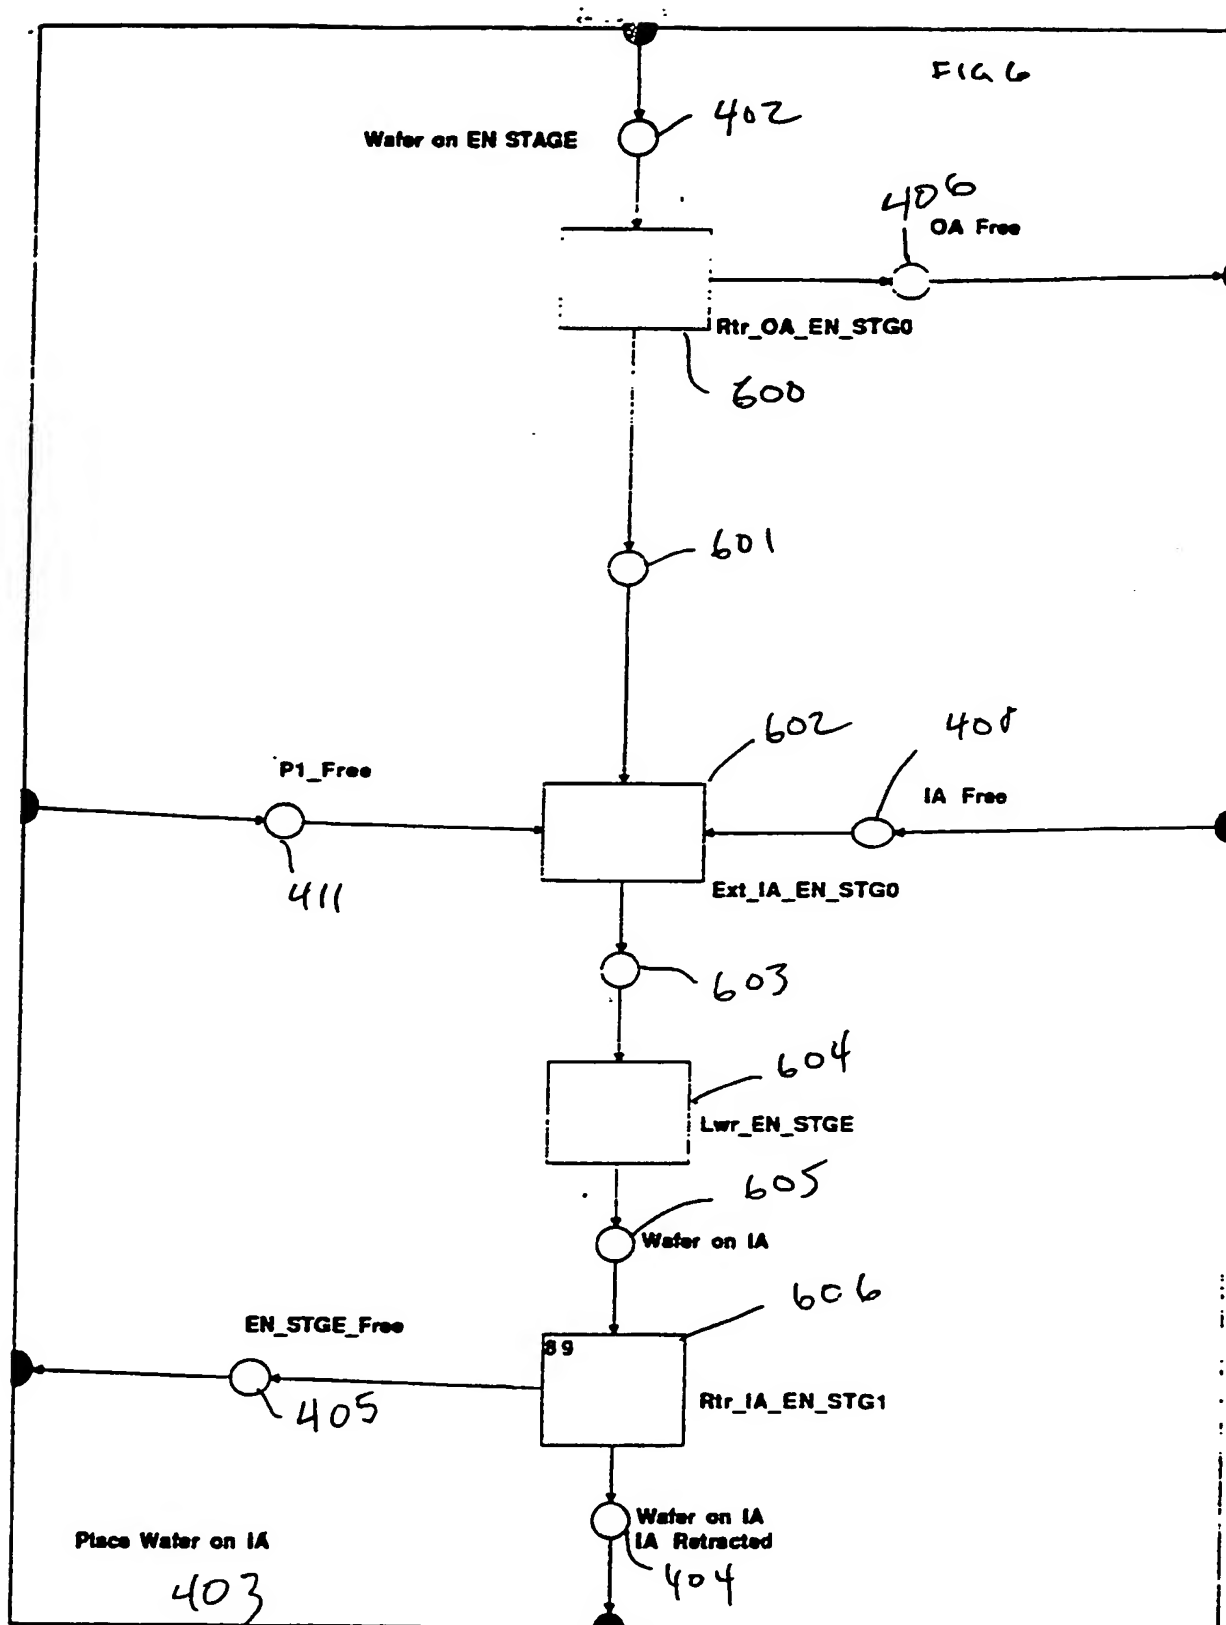 FIG 6
402
Wafer on EN STAGE
406
OA Free
Rtr_OA_EN_STG0
600
601
602
408
P1_Free
IA Free
411
Ext_IA_EN_STG0
603
604
Lwr_EN_STGE
605
Wafer on IA
606
EN_STGE_Free
89
Rtr_IA_EN_STG1
405
Wafer on IA
IA Retracted
Place Wafer on IA
404
403